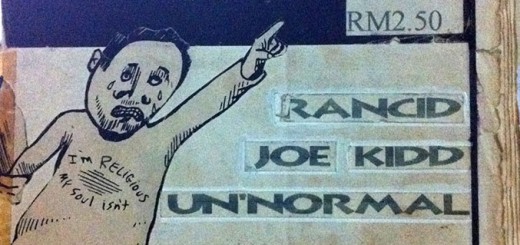 RM2.50
RANCID
JOE KIDD
UN'NORMAL
I'm RELIGIOUS
My SOUL isn't